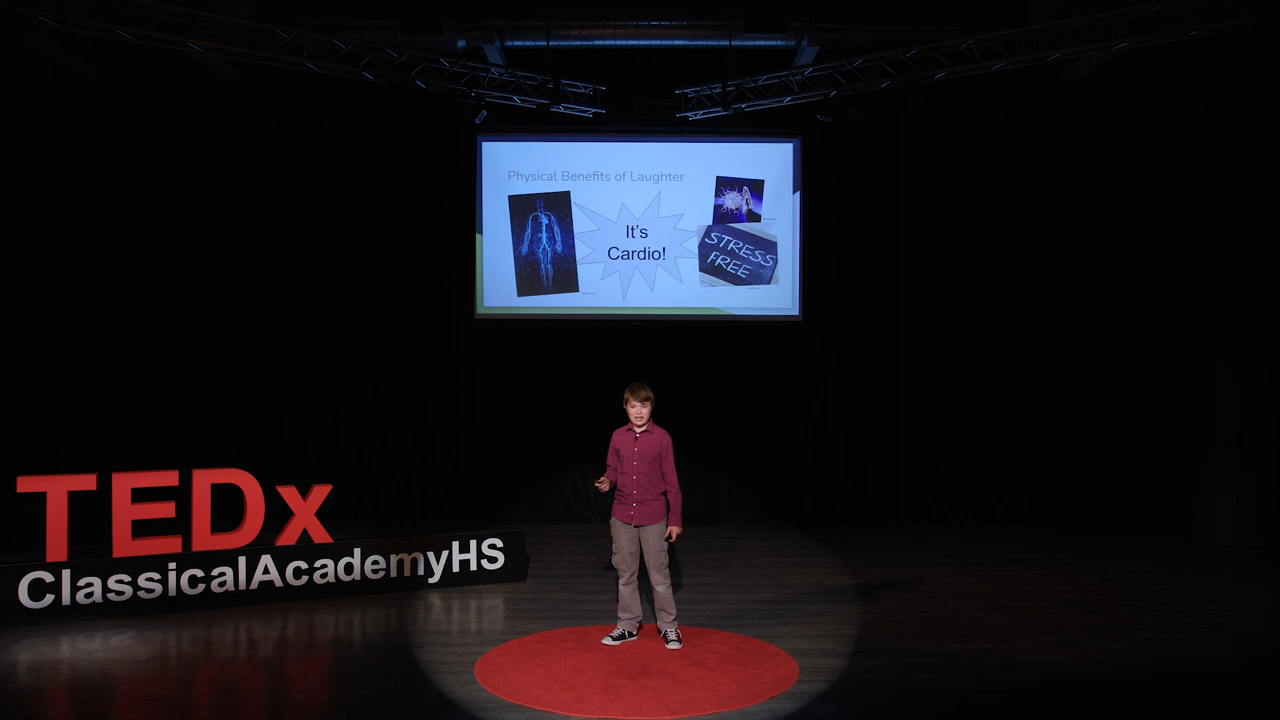 Physical Benefits of Laughter
It's
Cardio!
STRESS
FREE
TEDx
ClassicalAcademyHS